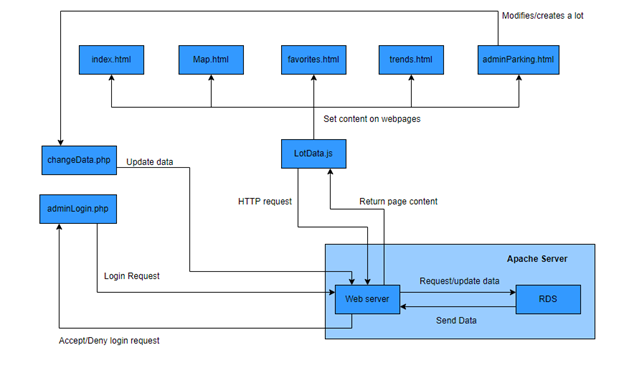 Modifies/creates a lot
index.html
Map.html
favorites.html
trends.html
adminParking.html
Set content on webpages
changeData.php
Update data
LotData.js
adminLogin.php
HTTP request
Return page content
Apache Server
Login Request
Request/update data
Web server
RDS
Send Data
Accept/Deny login request